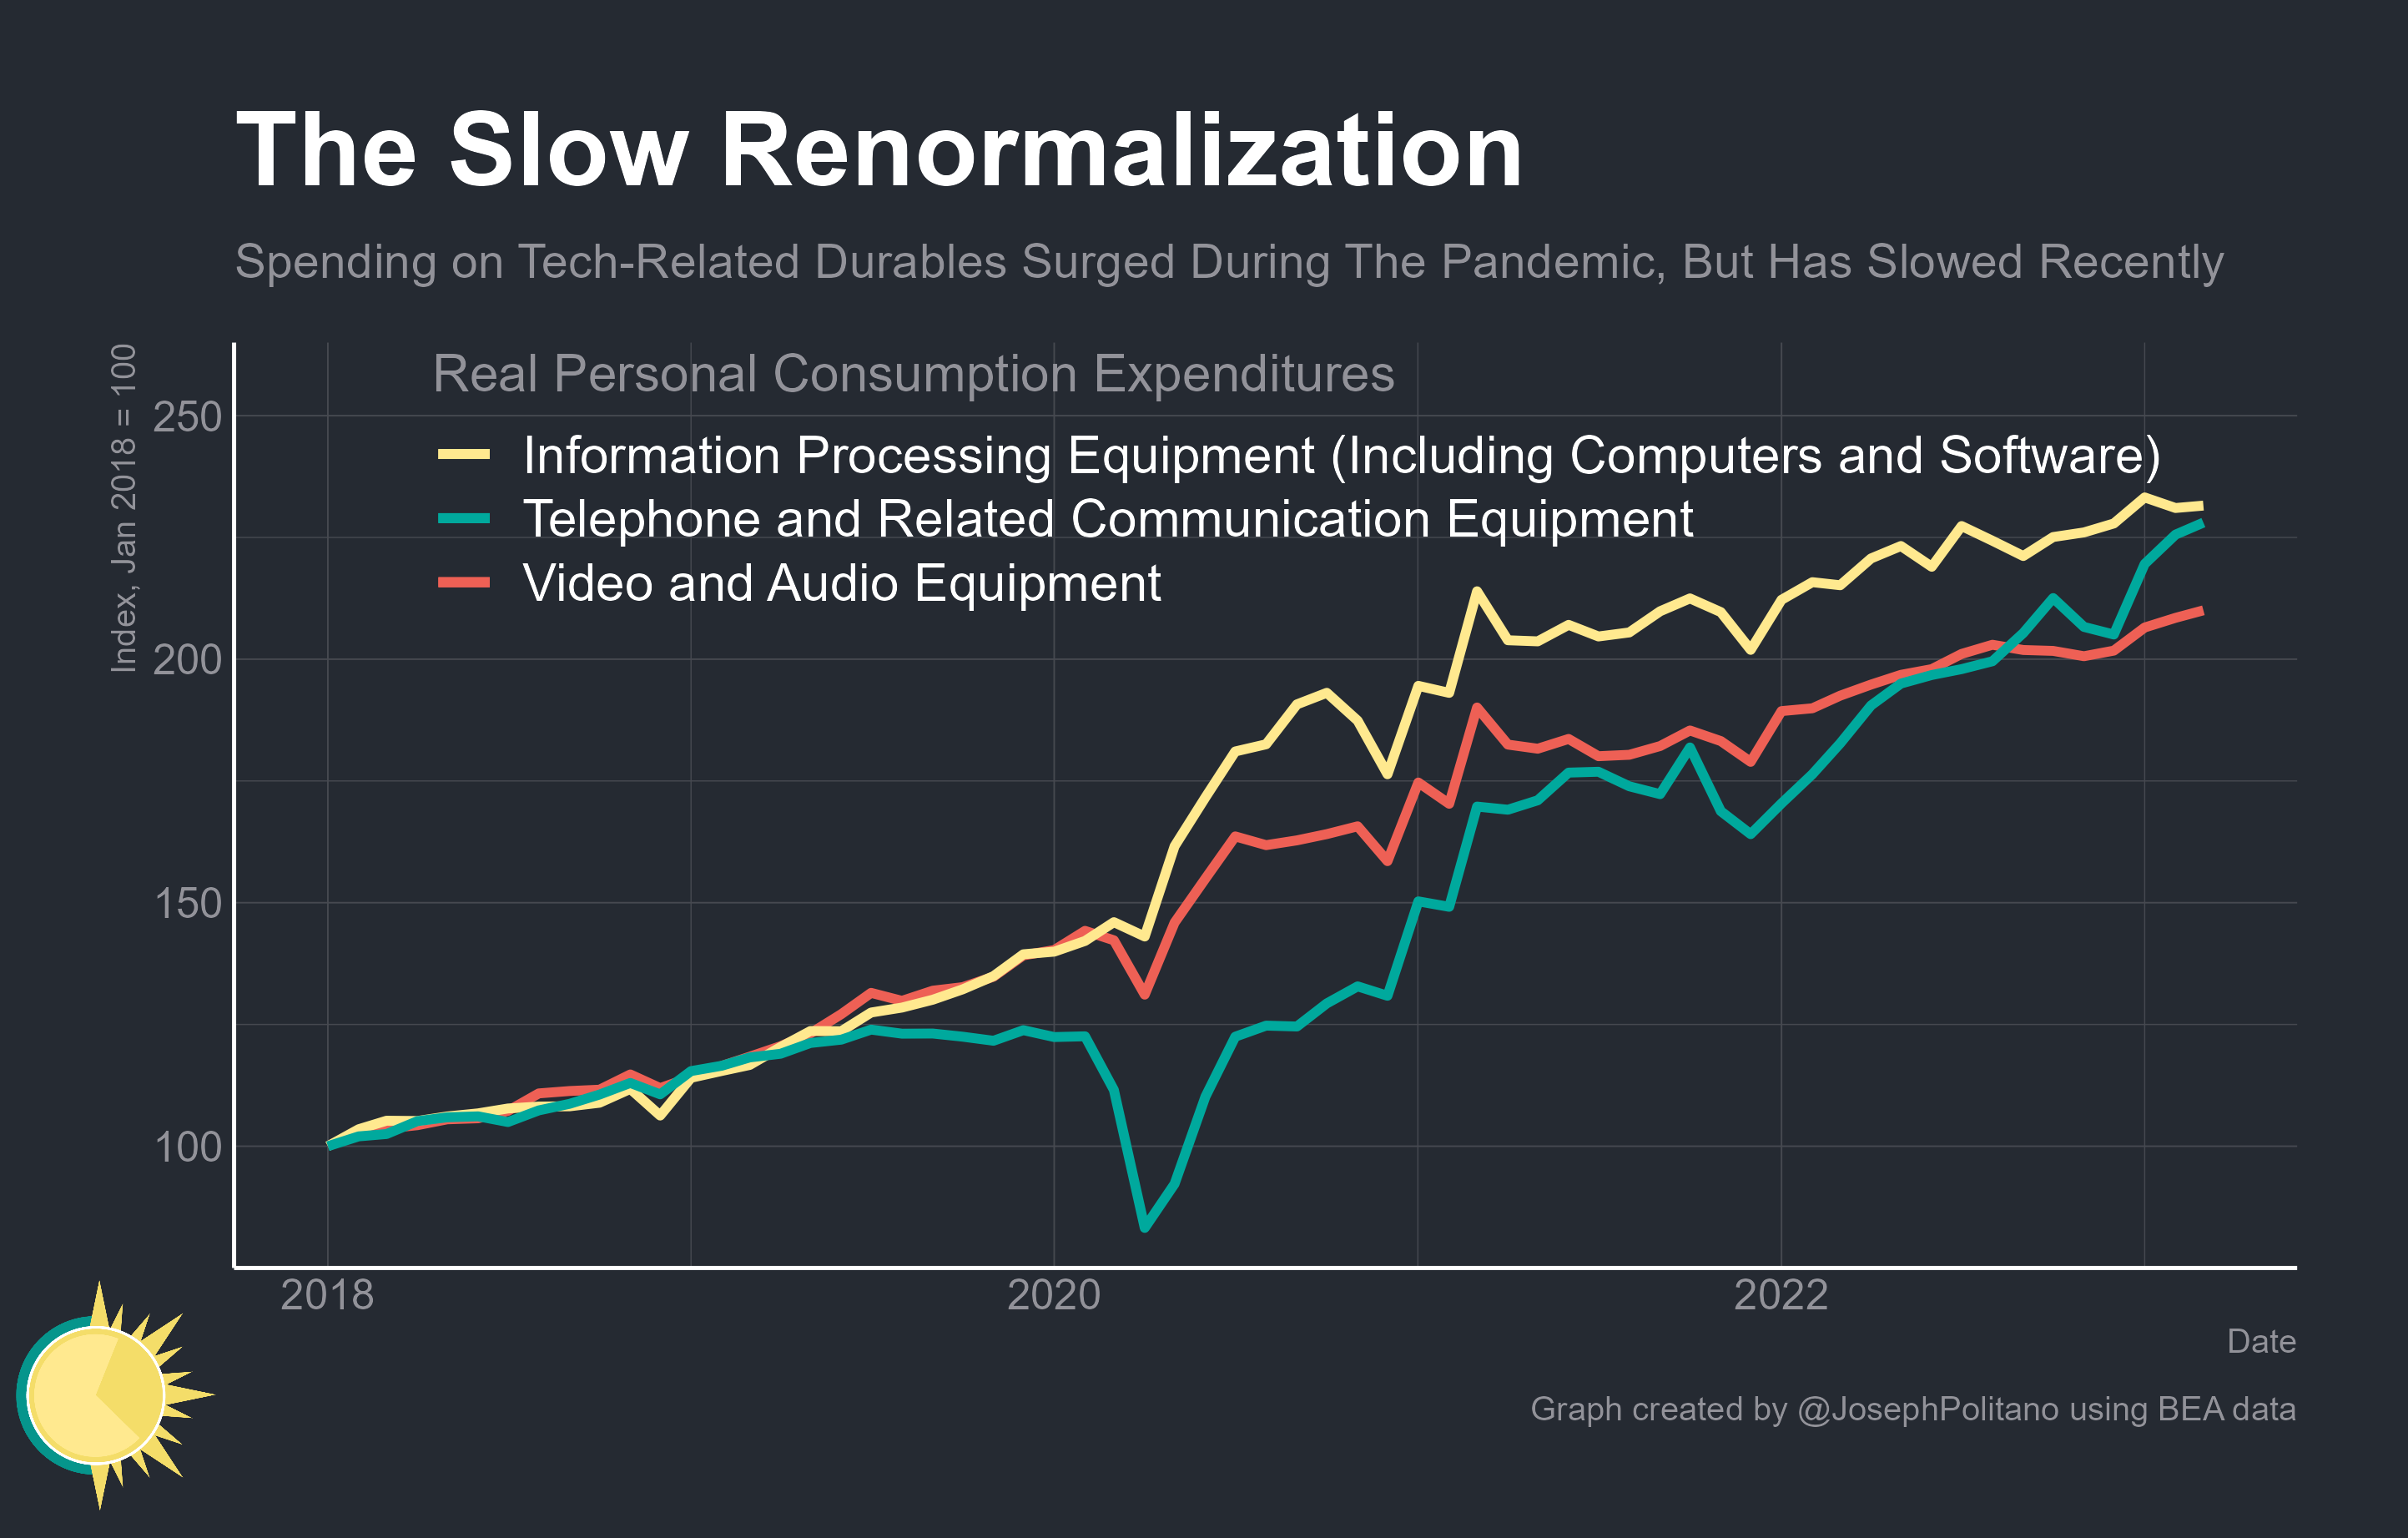 The Slow Renormalization
Spending on Tech-Related Durables Surged During The Pandemic, But Has Slowed Recently
Index, Jan 2018 = 100
Real Personal Consumption Expenditures
Information Processing Equipment (Including Computers and Software)
Telephone and Related Communication Equipment
Video and Audio Equipment
250
200
150
100
2018
2020
2022
Date
Graph created by @JosephPolitano using BEA data